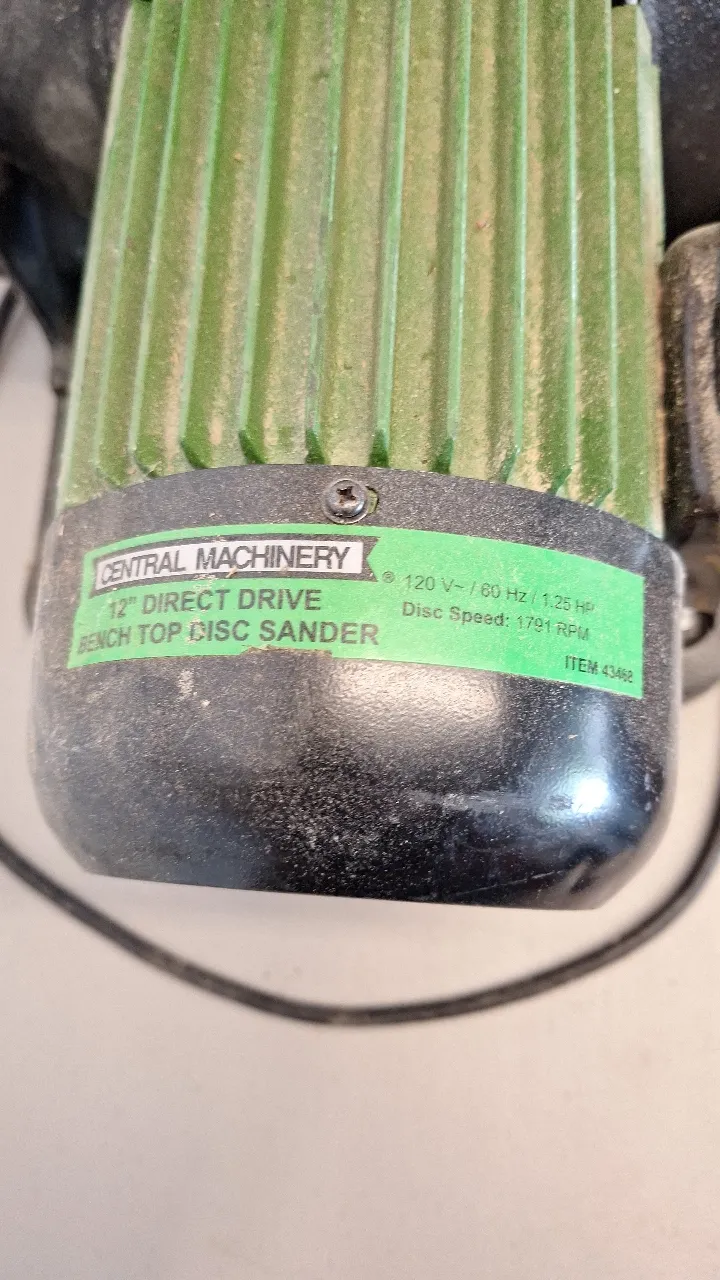 CENTRAL MACHINERY®
12" DIRECT DRIVE
BENCH TOP DISC SANDER
120 V~ / 60 Hz / 1.25 HP
Disc Speed: 1791 RPM
ITEM 43468